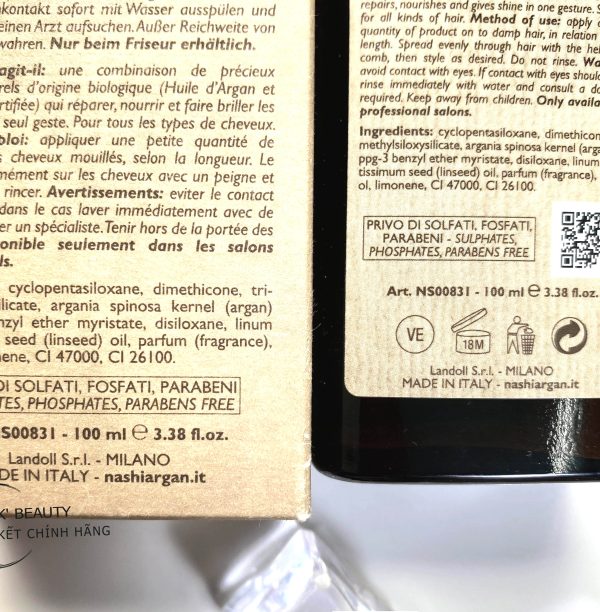 nkontakt sofort mit Wasser ausspülen und
einen Arzt aufsuchen. Außer Reichweite von
wahren. Nur beim Friseur erhältlich.
agit-il: une combinaison de précieux
rels d'origine biologique (Huile d'Argan et
rtifiée) qui réparer, nourrir et faire briller les
seul geste. Pour tous les types de cheveux.
ploi: appliquer une petite quantité de
s cheveux mouillés, selon la longueur. Le
rmément sur les cheveux avec un peigne et
rincer. Avertissements: eviter le contact
dans le cas laver immédiatement avec de
er un spécialiste. Tenir hors de la portée des
onible seulement dans les salons
ls.
cyclopentasiloxane, dimethicone, tri-
silicate, argania spinosa kernel (argan)
nzyl ether myristate, disiloxane, linum
seed (linseed) oil, parfum (fragrance),
nene, CI 47000, CI 26100.
DI SOLFATI, FOSFATI, PARABENI
TES, PHOSPHATES, PARABENS FREE
S00831 - 100 ml ℮ 3.38 fl.oz.
Landoll S.r.l. - MILANO
DE IN ITALY - nashiargan.it
K' BEAUTY
KẾT CHÍNH HÃNG
repairs, nourishes and gives shine in one gesture. S
for all kinds of hair. Method of use: apply a
quantity of product on to damp hair, in relation
length. Spread evenly through hair with the hel
comb, then style as desired. Do not rinse. Wa
avoid contact with eyes. If contact with eyes should
rinse immediately with water and consult a do
required. Keep away from children. Only availa
professional salons.
Ingredients: cyclopentasiloxane, dimethicone
methylsiloxysilicate, argania spinosa kernel (arga
ppg-3 benzyl ether myristate, disiloxane, linum
tissimum seed (linseed) oil, parfum (fragrance),
ol, limonene, CI 47000, CI 26100.
PRIVO DI SOLFATI, FOSFATI,
PARABENI - SULPHATES,
PHOSPHATES, PARABENS FREE
Art. NS00831 - 100 ml ℮ 3.38 fl.oz.
VE
18M
Landoll S.r.l. - MILANO
MADE IN ITALY - nashiargan.it